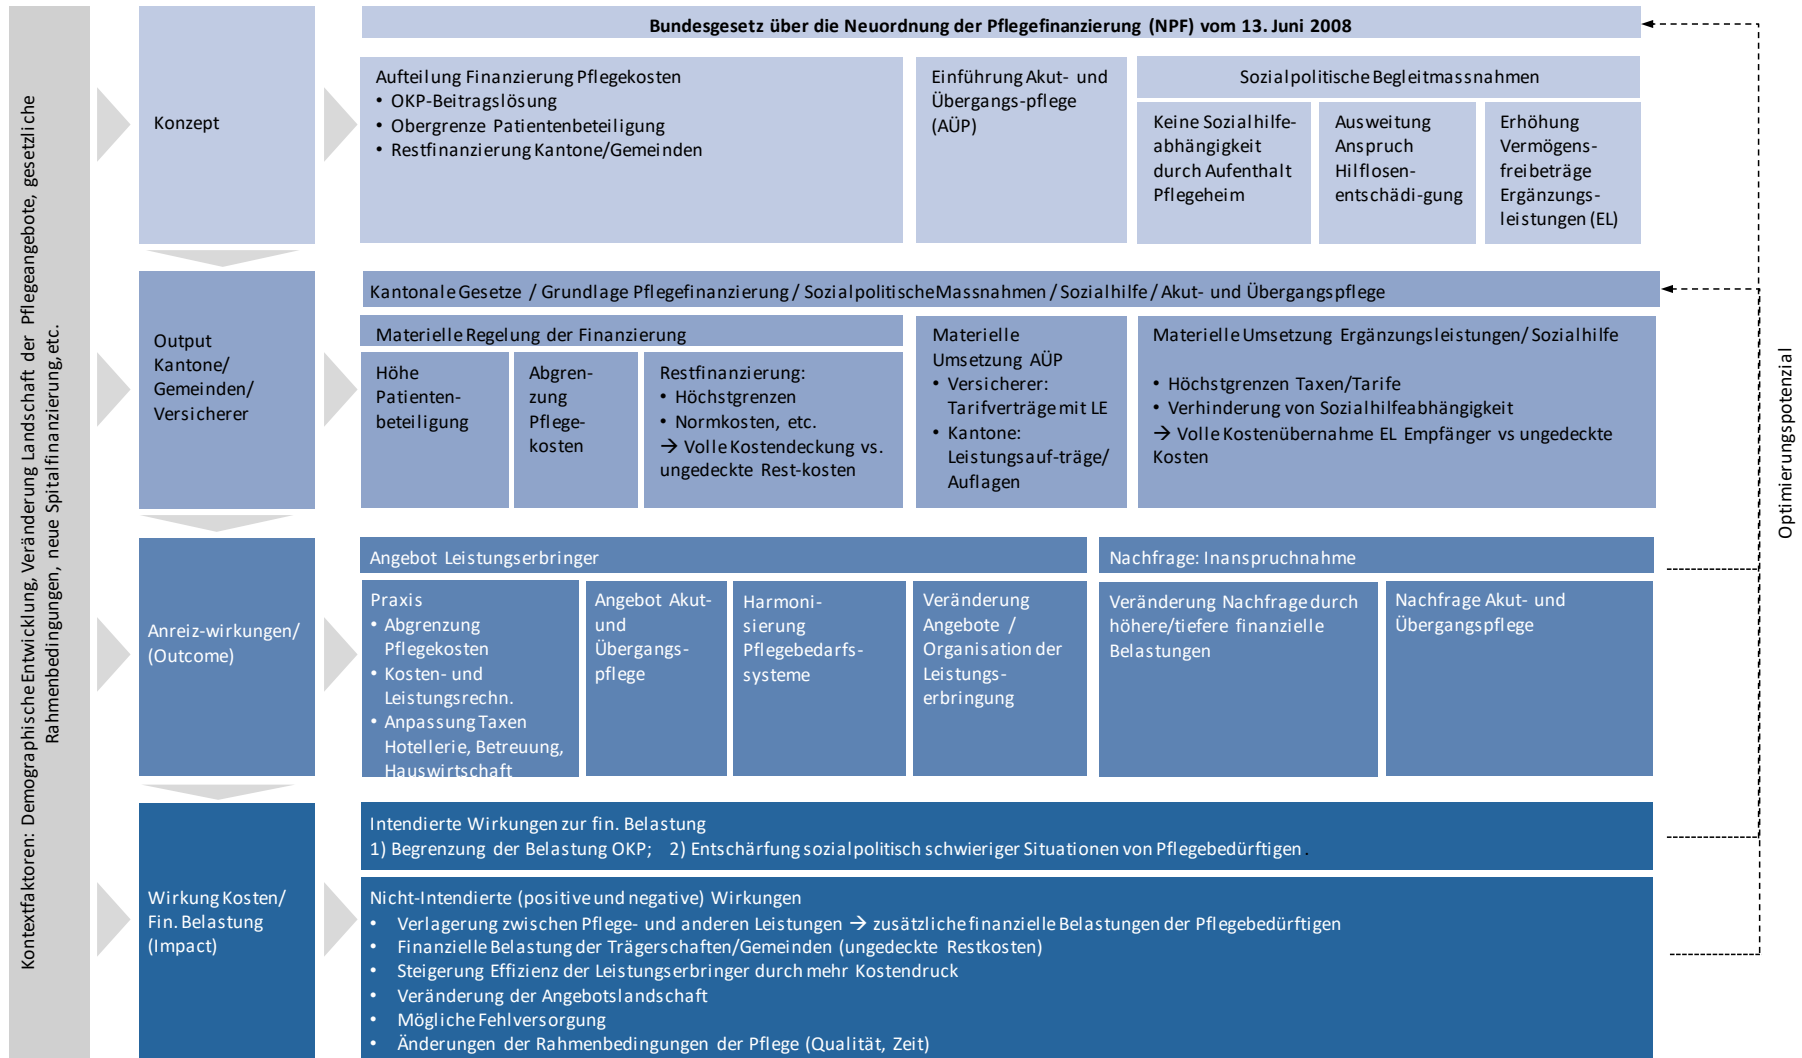 Kontextfaktoren: Demographische Entwicklung, Veränderung Landschaft der Pflegeangebote, gesetzliche
Rahmenbedingungen, neue Spitalfinanzierung, etc.
Konzept
Bundesgesetz über die Neuordnung der Pflegefinanzierung (NPF) vom 13. Juni 2008
Aufteilung Finanzierung Pflegekosten
• OKP-Beitragslösung
• Obergrenze Patientenbeteiligung
• Restfinanzierung Kantone/Gemeinden
Einführung Akut- und
Übergangs-pflege
(AÜP)
Sozialpolitische Begleitmassnahmen
Keine Sozialhilfe-
abhängigkeit
durch Aufenthalt
Pflegeheim
Ausweitung
Anspruch
Hilflosen-
entschädi-gung
Erhöhung
Vermögens-
freibeträge
Ergänzungs-
leistungen (EL)
Output
Kantone/
Gemeinden/
Versicherer
Kantonale Gesetze / Grundlage Pflegefinanzierung / Sozialpolitische Massnahmen / Sozialhilfe / Akut- und Übergangspflege
Materielle Regelung der Finanzierung
Höhe
Patienten-
beteiligung
Abgren-
zung
Pflege-
kosten
Restfinanzierung:
• Höchstgrenzen
• Normkosten, etc.
→ Volle Kostendeckung vs.
ungedeckte Rest-kosten
Materielle
Umsetzung AÜP
• Versicherer:
Tarifverträge mit LE
• Kantone:
Leistungsauf-träge/
Auflagen
Materielle Umsetzung Ergänzungsleistungen/ Sozialhilfe
• Höchstgrenzen Taxen/Tarife
• Verhinderung von Sozialhilfeabhängigkeit
→ Volle Kostenübernahme EL Empfänger vs ungedeckte
Kosten
Anreiz-wirkungen/
(Outcome)
Angebot Leistungserbringer
Praxis
• Abgrenzung
Pflegekosten
• Kosten- und
Leistungsrechn.
• Anpassung Taxen
Hotellerie, Betreuung,
Hauswirtschaft
Angebot Akut-
und
Übergangs-
pflege
Harmoni-
sierung
Pflegebedarfs-
systeme
Veränderung
Angebote /
Organisation der
Leistungs-
erbringung
Nachfrage: Inanspruchnahme
Veränderung Nachfrage durch
höhere/tiefere finanzielle
Belastungen
Nachfrage Akut- und
Übergangspflege
Wirkung Kosten/
Fin. Belastung
(Impact)
Intendierte Wirkungen zur fin. Belastung
1) Begrenzung der Belastung OKP; 2) Entschärfung sozialpolitisch schwieriger Situationen von Pflegebedürftigen.
Nicht-Intendierte (positive und negative) Wirkungen
• Verlagerung zwischen Pflege- und anderen Leistungen → zusätzliche finanzielle Belastungen der Pflegebedürftigen
• Finanzielle Belastung der Trägerschaften/Gemeinden (ungedeckte Restkosten)
• Steigerung Effizienz der Leistungserbringer durch mehr Kostendruck
• Veränderung der Angebotslandschaft
• Mögliche Fehlversorgung
• Änderungen der Rahmenbedingungen der Pflege (Qualität, Zeit)
Optimierungspotenzial